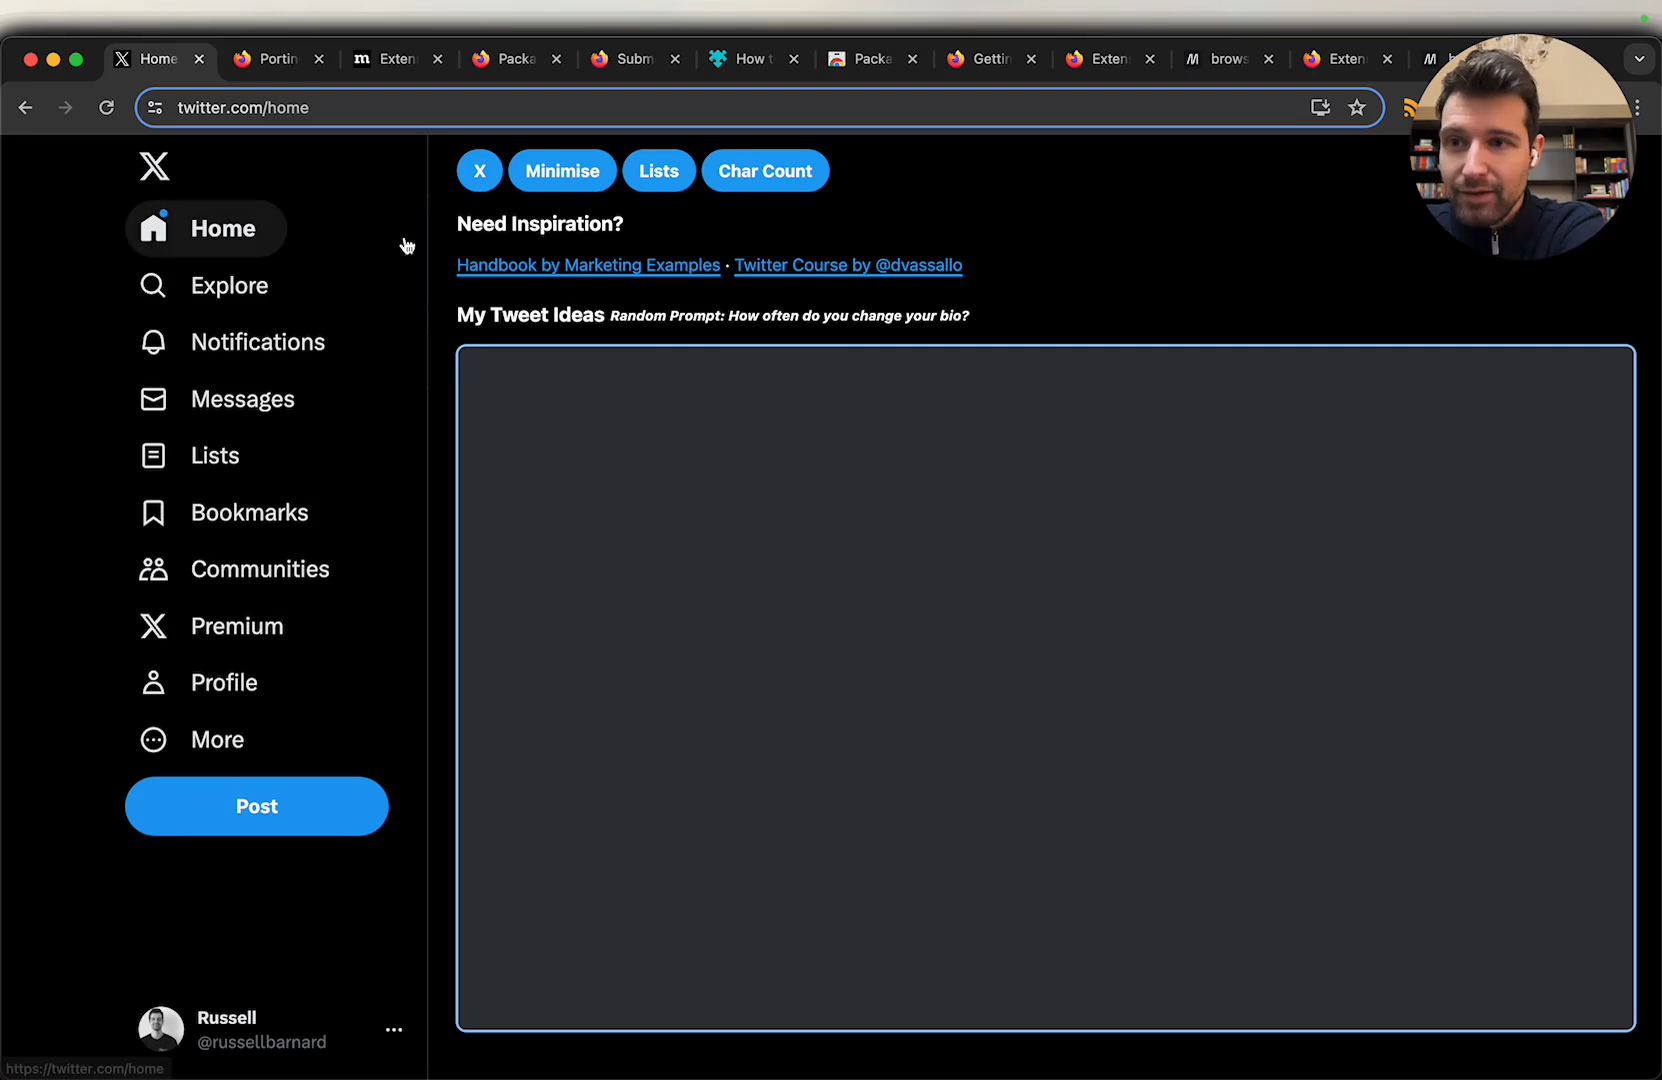 Home
Portin
Exten
Packa
Subm
How t
Packa
Gettin
Exten
brows
Exten
twitter.com/home
X
Minimise
Lists
Char Count
Need Inspiration?
Handbook by Marketing Examples · Twitter Course by @dvassallo
My Tweet Ideas Random Prompt: How often do you change your bio?
Home
Explore
Notifications
Messages
Lists
Bookmarks
Communities
Premium
Profile
More
Post
Russell
@russellbarnard
https://twitter.com/home